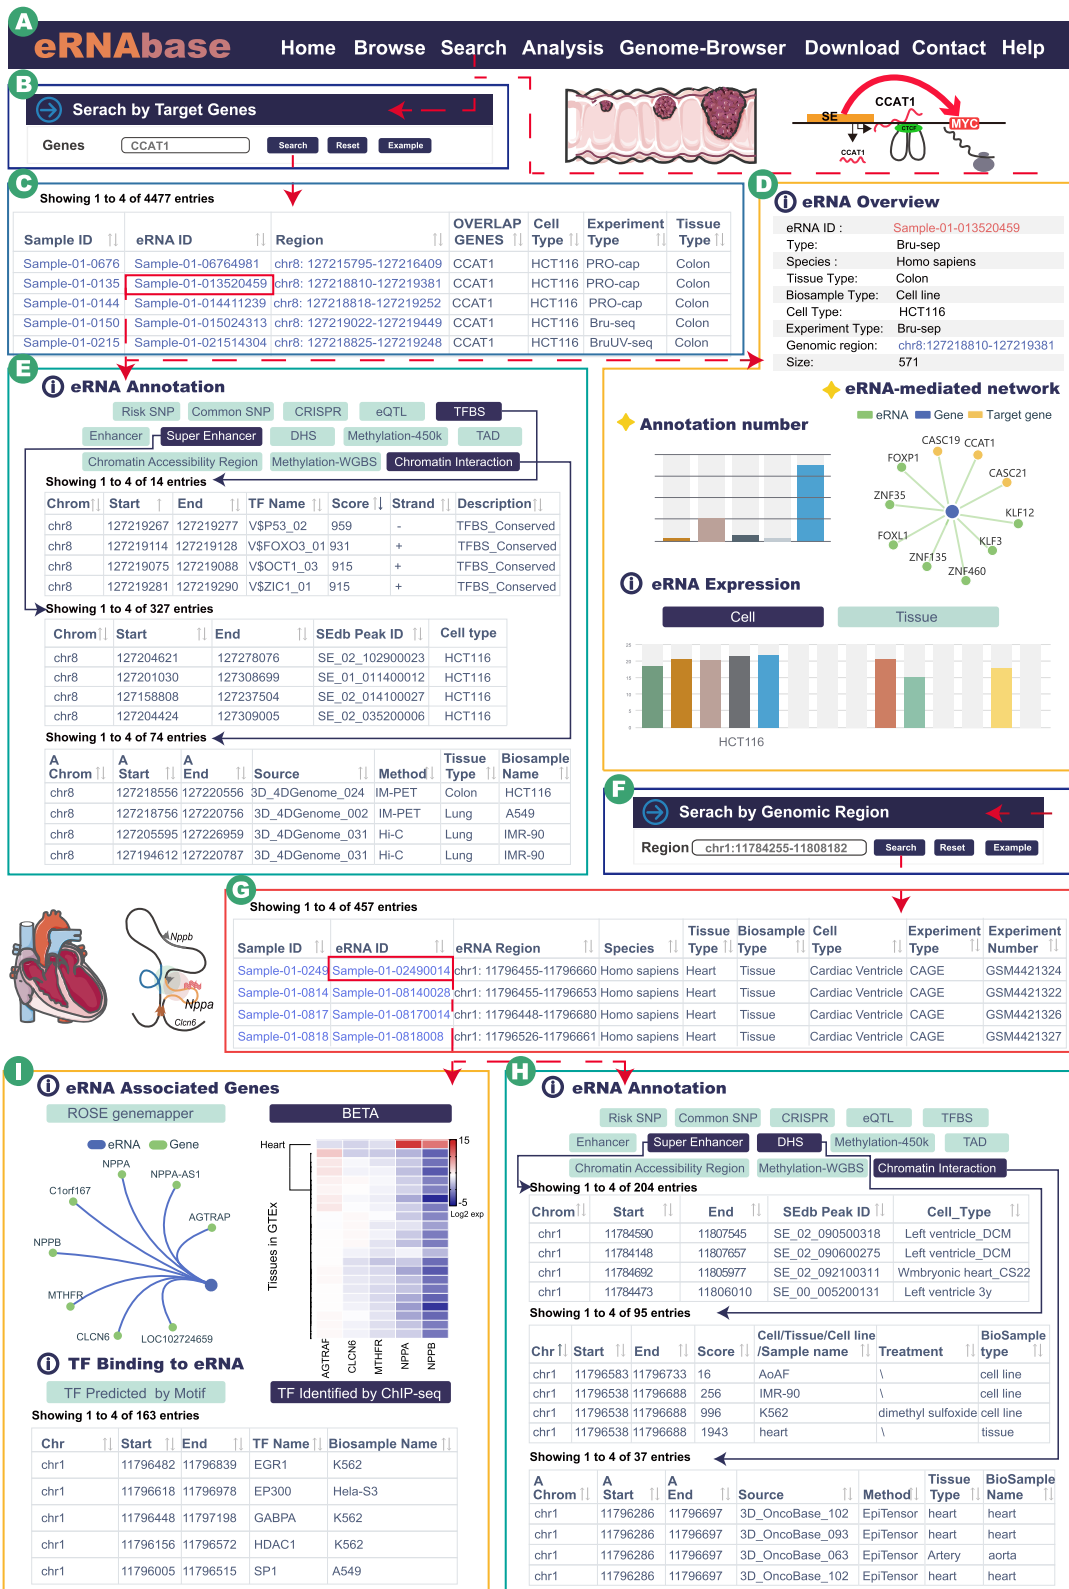 A
eRNAbase
Home Browse Search Analysis Genome-Browser Download Contact Help
B
Serach by Target Genes
Genes CCAT1 Search Reset Example
SE CCAT1 CTCF MYC
CCAT1
C
Showing 1 to 4 of 4477 entries
Sample ID eRNA ID Region OVERLAP GENES Cell Type Experiment Type Tissue Type
Sample-01-0676 Sample-01-06764981 chr8: 127215795-127216409 CCAT1 HCT116 PRO-cap Colon
Sample-01-0135 Sample-01-013520459 chr8: 127218810-127219381 CCAT1 HCT116 PRO-cap Colon
Sample-01-0144 Sample-01-014411239 chr8: 127218818-127219252 CCAT1 HCT116 PRO-cap Colon
Sample-01-0150 Sample-01-015024313 chr8: 127219022-127219449 CCAT1 HCT116 Bru-seq Colon
Sample-01-0215 Sample-01-021514304 chr8: 127218825-127219248 CCAT1 HCT116 BruUV-seq Colon
D
eRNA Overview
eRNA ID : Sample-01-013520459
Type: Bru-sep
Species : Homo sapiens
Tissue Type: Colon
Biosample Type: Cell line
Cell Type: HCT116
Experiment Type: Bru-sep
Genomic region: chr8:127218810-127219381
Size: 571
Annotation number
eRNA-mediated network
eRNA Gene Target gene
CASC19 CCAT1
FOXP1
CASC21
ZNF35
KLF12
FOXL1
KLF3
ZNF135
ZNF460
eRNA Expression
Cell Tissue
25
20
15
10
5
0
HCT116
E
eRNA Annotation
Risk SNP Common SNP CRISPR eQTL TFBS
Enhancer Super Enhancer DHS Methylation-450k TAD
Chromatin Accessibility Region Methylation-WGBS Chromatin Interaction
Showing 1 to 4 of 14 entries
Chrom Start End TF Name Score Strand Description
chr8 127219267 127219277 V$P53_02 959 - TFBS_Conserved
chr8 127219114 127219128 V$FOXO3_01 931 + TFBS_Conserved
chr8 127219075 127219088 V$OCT1_03 915 + TFBS_Conserved
chr8 127219281 127219290 V$ZIC1_01 915 + TFBS_Conserved
Showing 1 to 4 of 327 entries
Chrom Start End SEdb Peak ID Cell type
chr8 127204621 127278076 SE_02_102900023 HCT116
chr8 127201030 127308699 SE_01_011400012 HCT116
chr8 127158808 127237504 SE_02_014100027 HCT116
chr8 127204424 127309005 SE_02_035200006 HCT116
Showing 1 to 4 of 74 entries
A Chrom A Start A End Source Method Tissue Type Biosample Name
chr8 127218556 127220556 3D_4DGenome_024 IM-PET Colon HCT116
chr8 127218756 127220756 3D_4DGenome_002 IM-PET Lung A549
chr8 127205595 127226959 3D_4DGenome_031 Hi-C Lung IMR-90
chr8 127194612 127220787 3D_4DGenome_031 Hi-C Lung IMR-90
F
Serach by Genomic Region
Region chr1:11784255-11808182 Search Reset Example
Nppb
Nppa
Clcn6
G
Showing 1 to 4 of 457 entries
Sample ID eRNA ID eRNA Region Species Tissue Type Biosample Type Cell Type Experiment Type Experiment Number
Sample-01-0249 Sample-01-02490014 chr1: 11796455-11796660 Homo sapiens Heart Tissue Cardiac Ventricle CAGE GSM4421324
Sample-01-0814 Sample-01-08140028 chr1: 11796455-11796653 Homo sapiens Heart Tissue Cardiac Ventricle CAGE GSM4421322
Sample-01-0817 Sample-01-08170014 chr1: 11796448-11796680 Homo sapiens Heart Tissue Cardiac Ventricle CAGE GSM4421326
Sample-01-0818 Sample-01-0818008 chr1: 11796526-11796661 Homo sapiens Heart Tissue Cardiac Ventricle CAGE GSM4421327
I
eRNA Associated Genes
ROSE genemapper BETA
eRNA Gene
NPPA
NPPA-AS1
C1orf167
AGTRAP
NPPB
MTHFR
CLCN6
LOC102724659
Heart
15
-5
Log2 exp
Tissues in GTEx
AGTRAP CLCN6 MTHFR NPPA NPPB
TF Binding to eRNA
TF Predicted by Motif TF Identified by ChIP-seq
Showing 1 to 4 of 163 entries
Chr Start End TF Name Biosample Name
chr1 11796482 11796839 EGR1 K562
chr1 11796618 11796978 EP300 Hela-S3
chr1 11796448 11797198 GABPA K562
chr1 11796156 11796572 HDAC1 K562
chr1 11796005 11796515 SP1 A549
H
eRNA Annotation
Risk SNP Common SNP CRISPR eQTL TFBS
Enhancer Super Enhancer DHS Methylation-450k TAD
Chromatin Accessibility Region Methylation-WGBS Chromatin Interaction
Showing 1 to 4 of 204 entries
Chrom Start End SEdb Peak ID Cell_Type
chr1 11784590 11807545 SE_02_090500318 Left ventricle_DCM
chr1 11784148 11807657 SE_02_090600275 Left ventricle_DCM
chr1 11784692 11805977 SE_02_092100311 Wmbryonic heart_CS22
chr1 11784473 11806010 SE_00_005200131 Left ventricle 3y
Showing 1 to 4 of 95 entries
Chr Start End Score Cell/Tissue/Cell line /Sample name Treatment BioSample type
chr1 11796583 11796733 16 AoAF \ cell line
chr1 11796538 11796688 256 IMR-90 \ cell line
chr1 11796538 11796688 996 K562 dimethyl sulfoxide cell line
chr1 11796538 11796688 1943 heart \ tissue
Showing 1 to 4 of 37 entries
A Chrom A Start A End Source Method Tissue Type BioSample Name
chr1 11796286 11796697 3D_OncoBase_102 EpiTensor heart heart
chr1 11796286 11796697 3D_OncoBase_093 EpiTensor heart heart
chr1 11796286 11796697 3D_OncoBase_063 EpiTensor Artery aorta
chr1 11796286 11796697 3D_OncoBase_102 EpiTensor heart heart